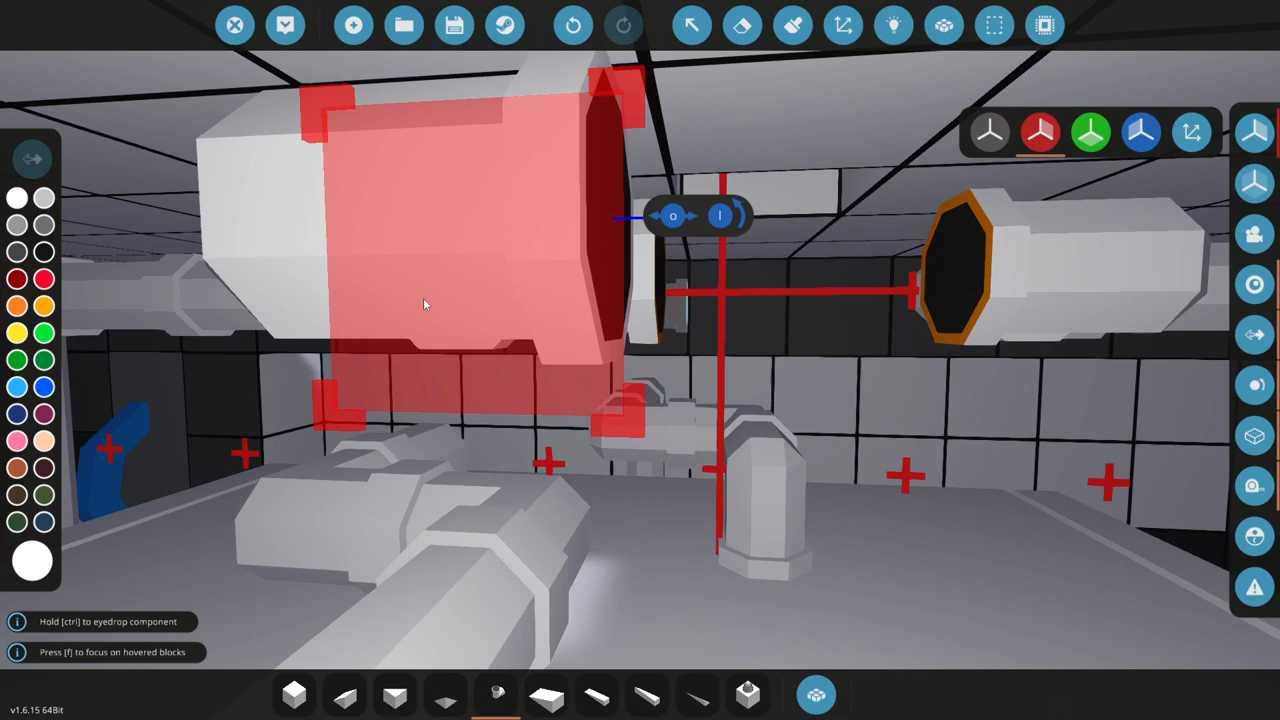 Hold [ctrl] to eyedrop component
Press [f] to focus on hovered blocks
v1.6.15 64Bit